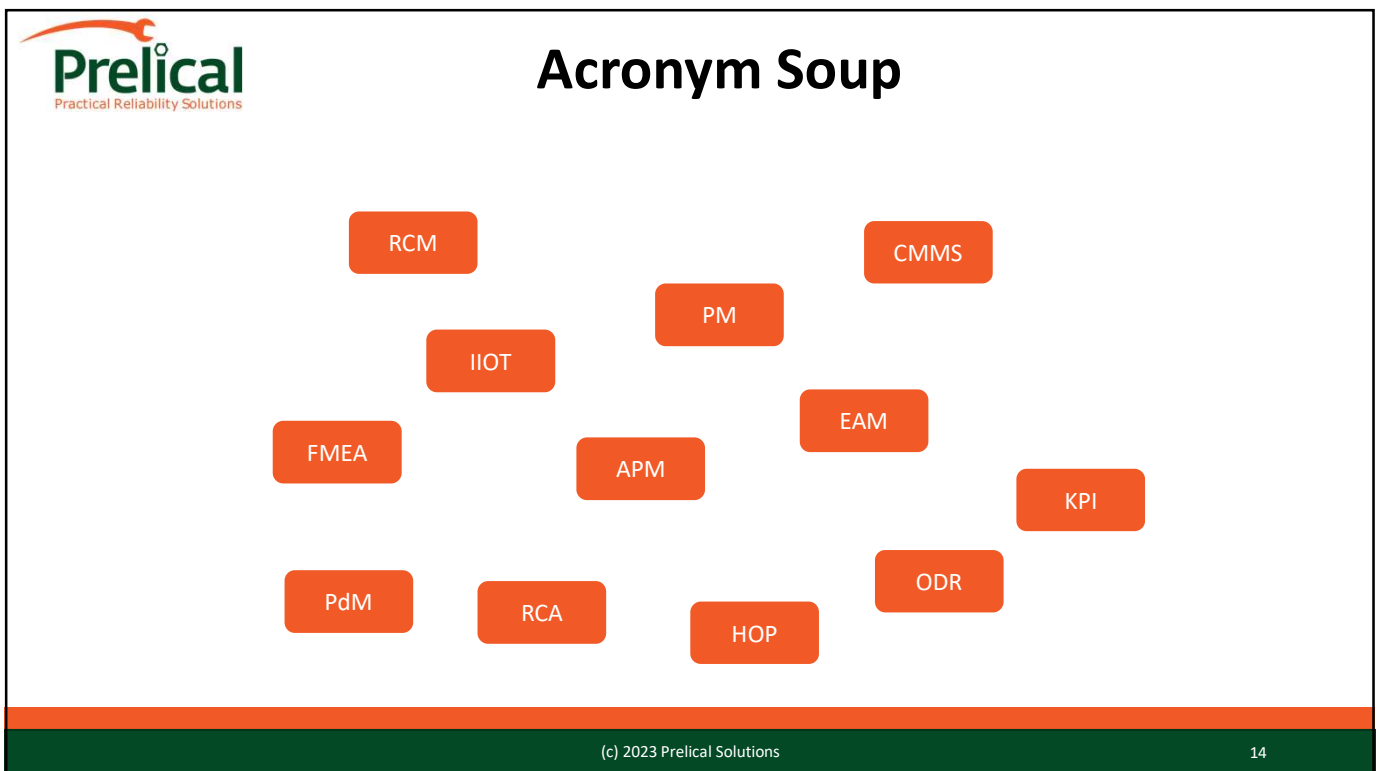 Prelical
Practical Reliability Solutions
Acronym Soup
RCM
CMMS
PM
IIOT
EAM
FMEA
APM
KPI
ODR
PdM
RCA
HOP
(c) 2023 Prelical Solutions
14